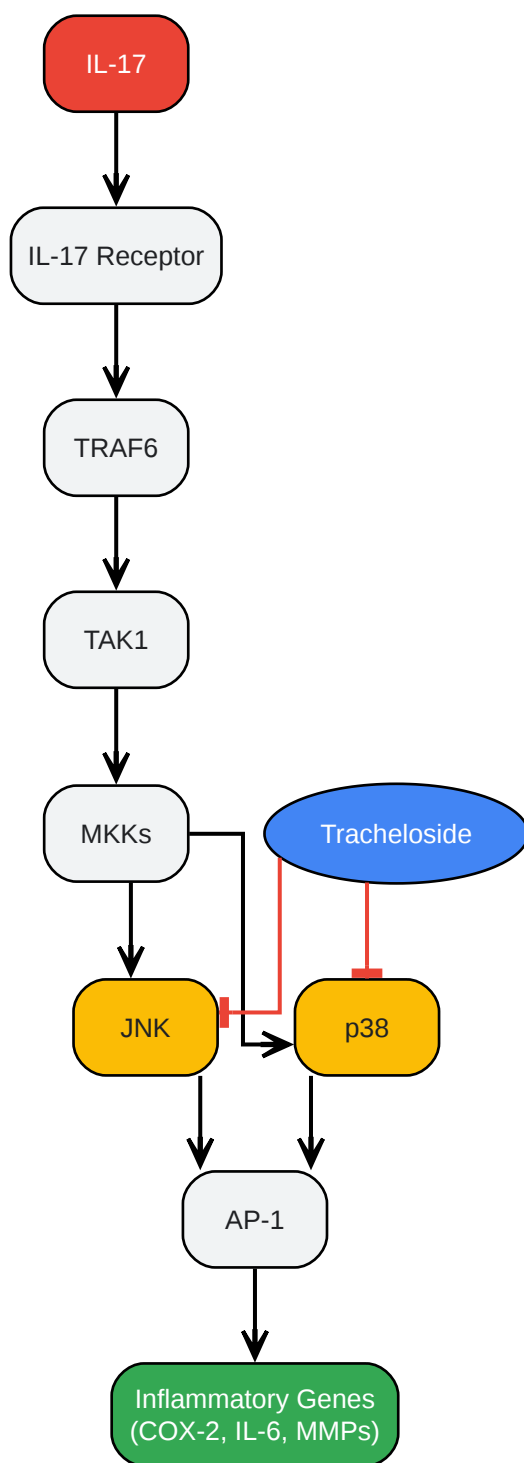 IL-17
IL-17 Receptor
TRAF6
TAK1
MKKs
Tracheloside
JNK
p38
AP-1
Inflammatory Genes
(COX-2, IL-6, MMPs)